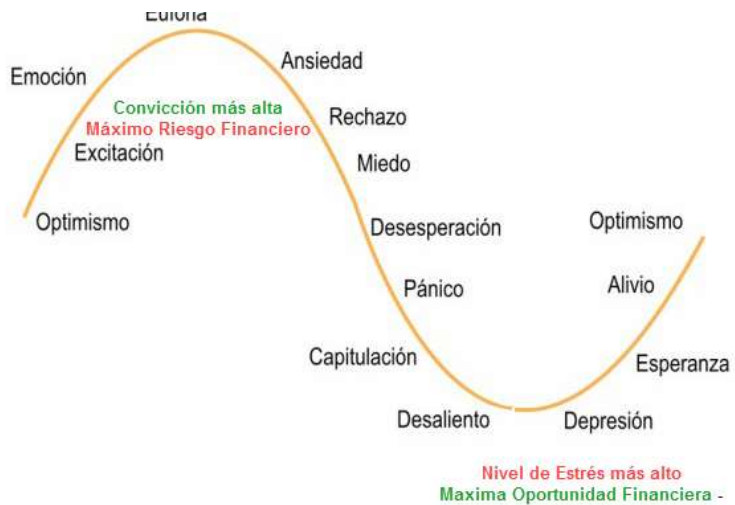 Euforia
Emoción
Ansiedad
Convicción más alta
Máximo Riesgo Financiero
Rechazo
Excitación
Miedo
Optimismo
Desesperación
Optimismo
Pánico
Alivio
Capitulación
Esperanza
Desaliento
Depresión
Nivel de Estrés más alto
Maxima Oportunidad Financiera -